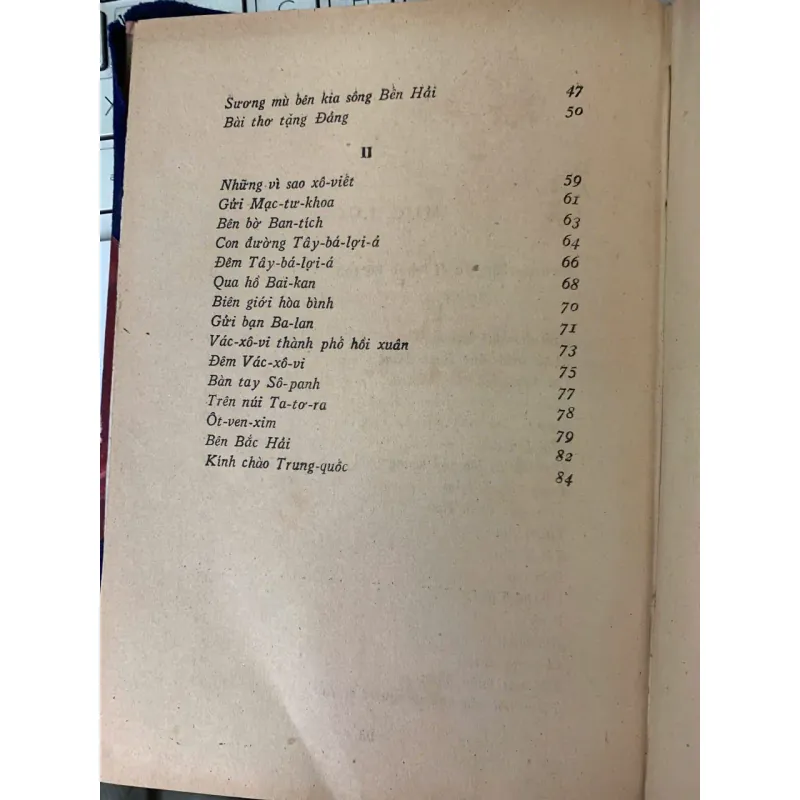 Sương mù bên kia sông Bến Hải 47
Bài thơ tặng Đảng 50
II
Những vì sao xô-viết 59
Gửi Mạc-tư-khoa 61
Bên bờ Ban-tích 63
Con đường Tây-bá-lợi-á 64
Đêm Tây-bá-lợi-á 66
Qua hồ Bai-kan 68
Biên giới hòa bình 70
Gửi bạn Ba-lan 71
Vác-xô-vi thành phố hồi xuân 73
Đêm Vác-xô-vi 75
Bàn tay Sô-panh 77
Trên núi Ta-tơ-ra 78
Ôt-ven-xim 79
Bên Bắc Hải 82
Kính chào Trung-quốc 84